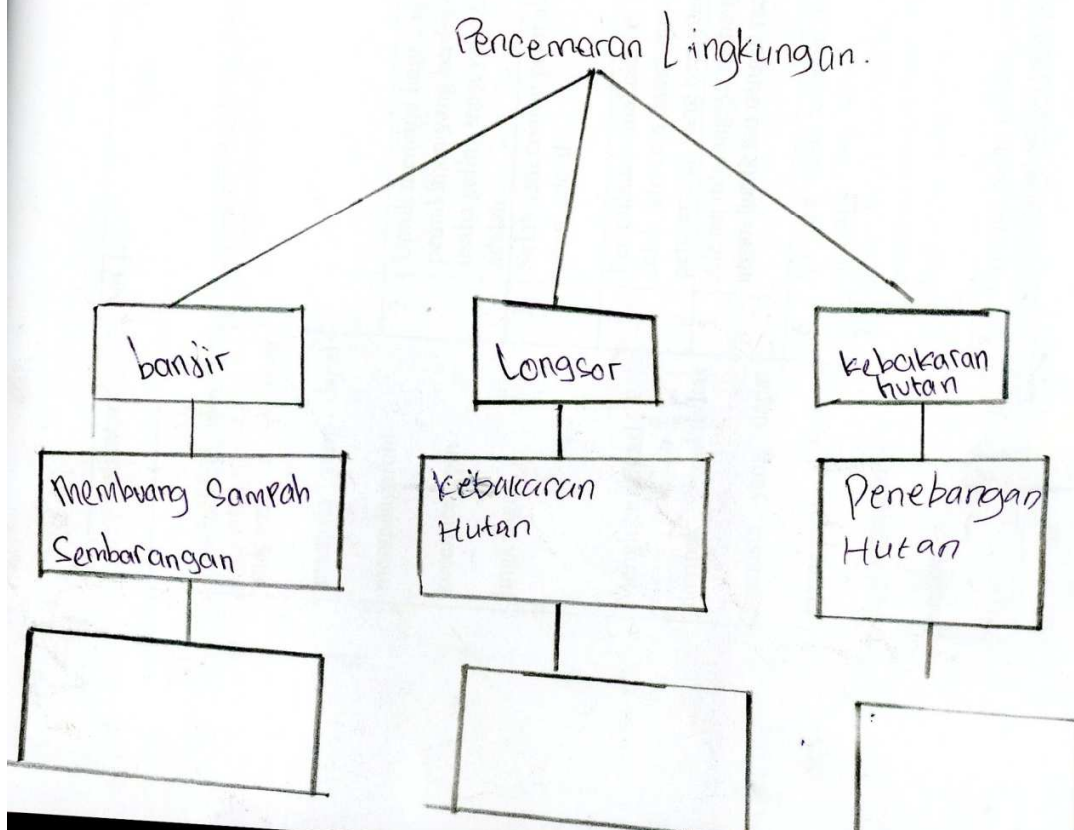 Pencemaran Lingkungan.
banjir
Longsor
kebakaran
hutan
Membuang Sampah
Sembarangan
Kebakaran
Hutan
Penebangan
Hutan